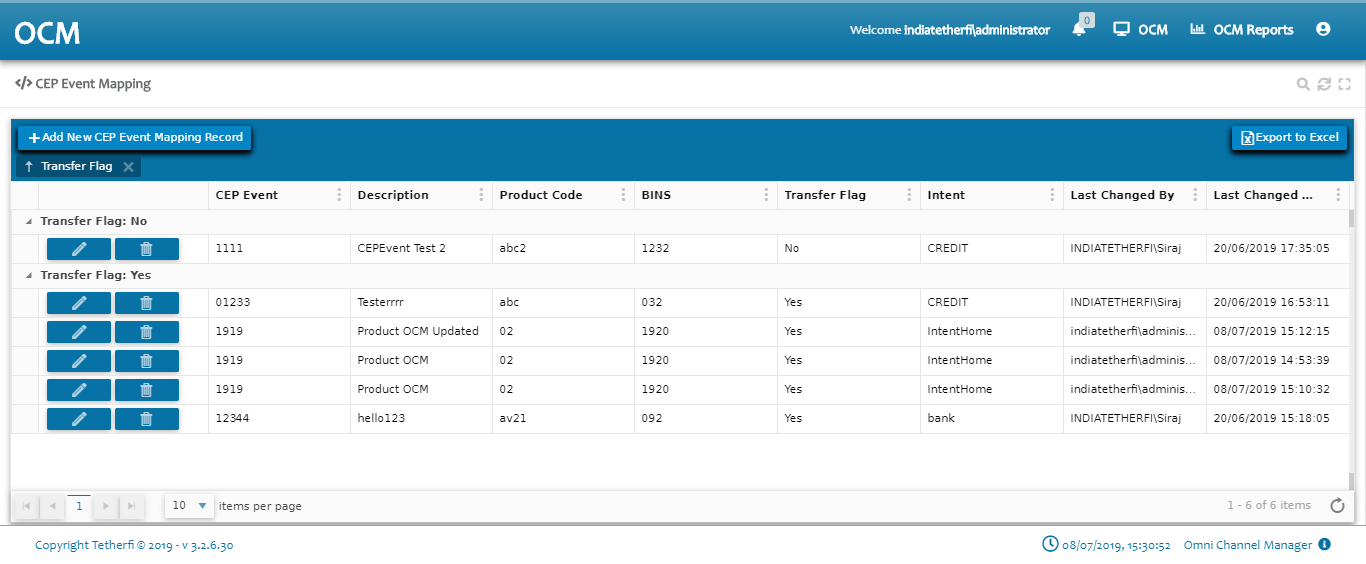 OCM Welcome indiatetherfi\administrator 0 OCM OCM Reports
</> CEP Event Mapping
+ Add New CEP Event Mapping Record Export to Excel
↑ Transfer Flag ×
CEP Event Description Product Code BINS Transfer Flag Intent Last Changed By Last Changed ...
Transfer Flag: No
1111 CEPEvent Test 2 abc2 1232 No CREDIT INDIATETHERFI\Siraj 20/06/2019 17:35:05
Transfer Flag: Yes
01233 Testerrrr abc 032 Yes CREDIT INDIATETHERFI\Siraj 20/06/2019 16:53:11
1919 Product OCM Updated 02 1920 Yes IntentHome indiatetherfi\adminis... 08/07/2019 15:12:15
1919 Product OCM 02 1920 Yes IntentHome indiatetherfi\adminis... 08/07/2019 14:53:39
1919 Product OCM 02 1920 Yes IntentHome indiatetherfi\adminis... 08/07/2019 15:10:32
12344 hello123 av21 092 Yes bank INDIATETHERFI\Siraj 20/06/2019 15:18:05
1 10 items per page 1 - 6 of 6 items
Copyright Tetherfi © 2019 - v 3.2.6.30 08/07/2019, 15:30:52 Omni Channel Manager